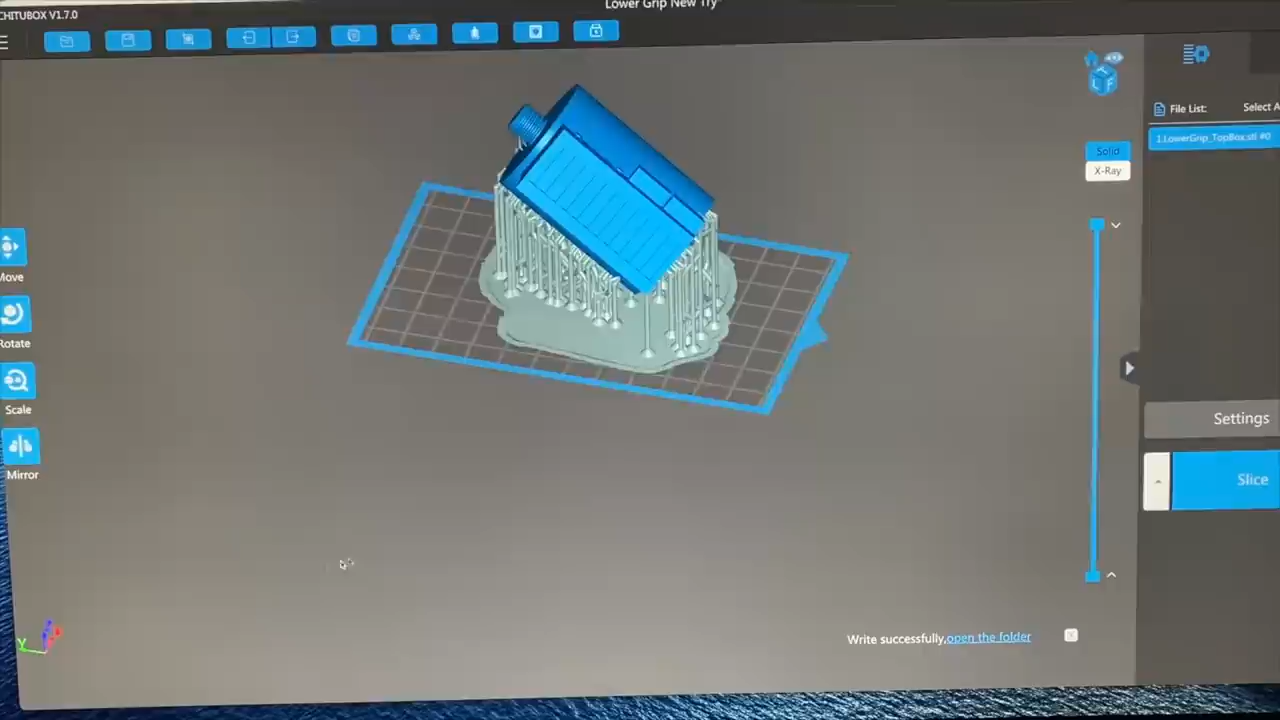 CHITUBOX V1.7.0
Lower Grip New Try*
File List:
Select A
1.LowerGrip_TopBox.stl #0
Solid
X-Ray
Move
Rotate
Scale
Mirror
Settings
Slice
Write successfully,open the folder
Y